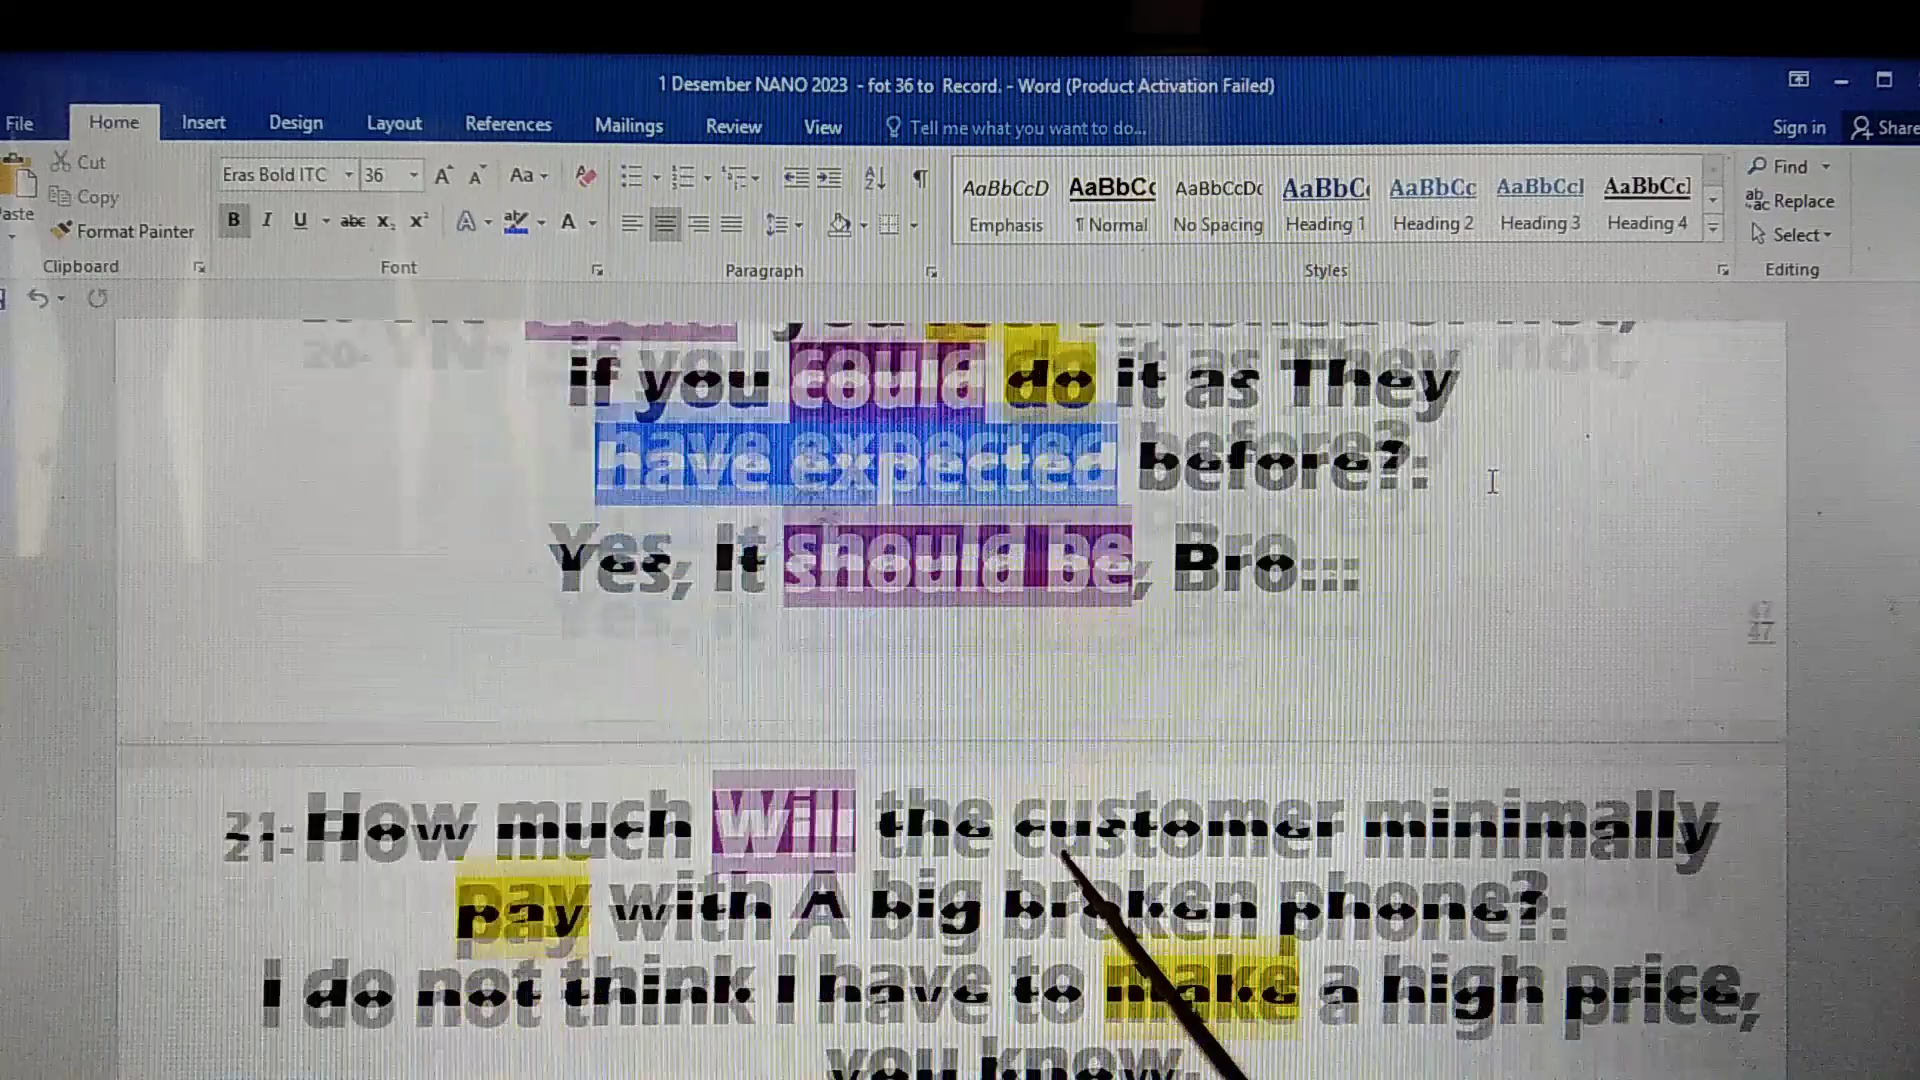 1 Desember NANO 2023 - fot 36 to Record. - Word (Product Activation Failed)
File Home Insert Design Layout References Mailings Review View Tell me what you want to do... Sign in Share
Cut
Copy
aste
Format Painter
Clipboard
Eras Bold ITC 36
Font
Paragraph
AaBbCcD AaBbCc AaBbCcDc AaBbC AaBbCc AaBbCcl AaBbCcl
Emphasis ¶ Normal No Spacing Heading 1 Heading 2 Heading 3 Heading 4
Styles
Find
Replace
Select
Editing
if you could do it as They
have expected before?:
Yes, It should be, Bro...
47
21- How much Will the customer minimally
pay with A big broken phone?:
I do not think I have to make a high price,
you know.